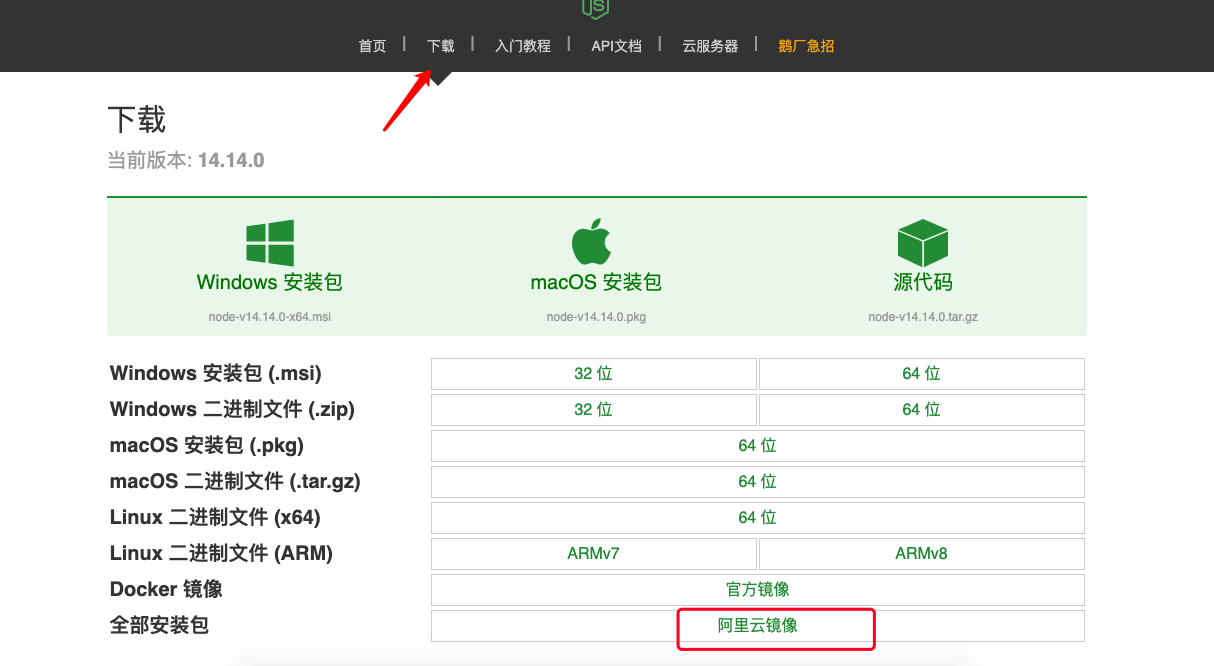 JS
首页 | 下载 | 入门教程 | API文档 | 云服务器 | 鹅厂急招
下载
当前版本: 14.14.0
Windows 安装包 macOS 安装包 源代码
node-v14.14.0-x64.msi node-v14.14.0.pkg node-v14.14.0.tar.gz
Windows 安装包 (.msi) 32 位 64 位
Windows 二进制文件 (.zip) 32 位 64 位
macOS 安装包 (.pkg) 64 位
macOS 二进制文件 (.tar.gz) 64 位
Linux 二进制文件 (x64) 64 位
Linux 二进制文件 (ARM) ARMv7 ARMv8
Docker 镜像 官方镜像
全部安装包 阿里云镜像